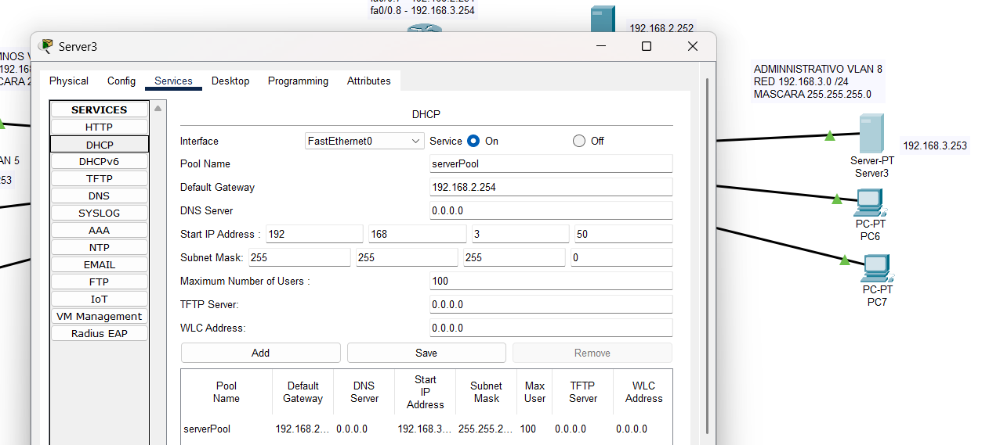 fa0/0.8 - 192.168.3.254
192.168.2.252
Server3
MNOS V
192.168
CARA 2
AN 5
253
Physical Config Services Desktop Programming Attributes
SERVICES
HTTP
DHCP
DHCPv6
TFTP
DNS
SYSLOG
AAA
NTP
EMAIL
FTP
IoT
VM Management
Radius EAP
DHCP
Interface FastEthernet0 Service On Off
Pool Name serverPool
Default Gateway 192.168.2.254
DNS Server 0.0.0.0
Start IP Address : 192 168 3 50
Subnet Mask: 255 255 255 0
Maximum Number of Users : 100
TFTP Server: 0.0.0.0
WLC Address: 0.0.0.0
Add Save Remove
Pool Name Default Gateway DNS Server Start IP Address Subnet Mask Max User TFTP Server WLC Address
serverPool 192.168.2... 0.0.0.0 192.168.3... 255.255.2... 100 0.0.0.0 0.0.0.0
ADMINNISTRATIVO VLAN 8
RED 192.168.3.0 /24
MASCARA 255.255.255.0
192.168.3.253
Server-PT
Server3
PC-PT
PC6
PC-PT
PC7